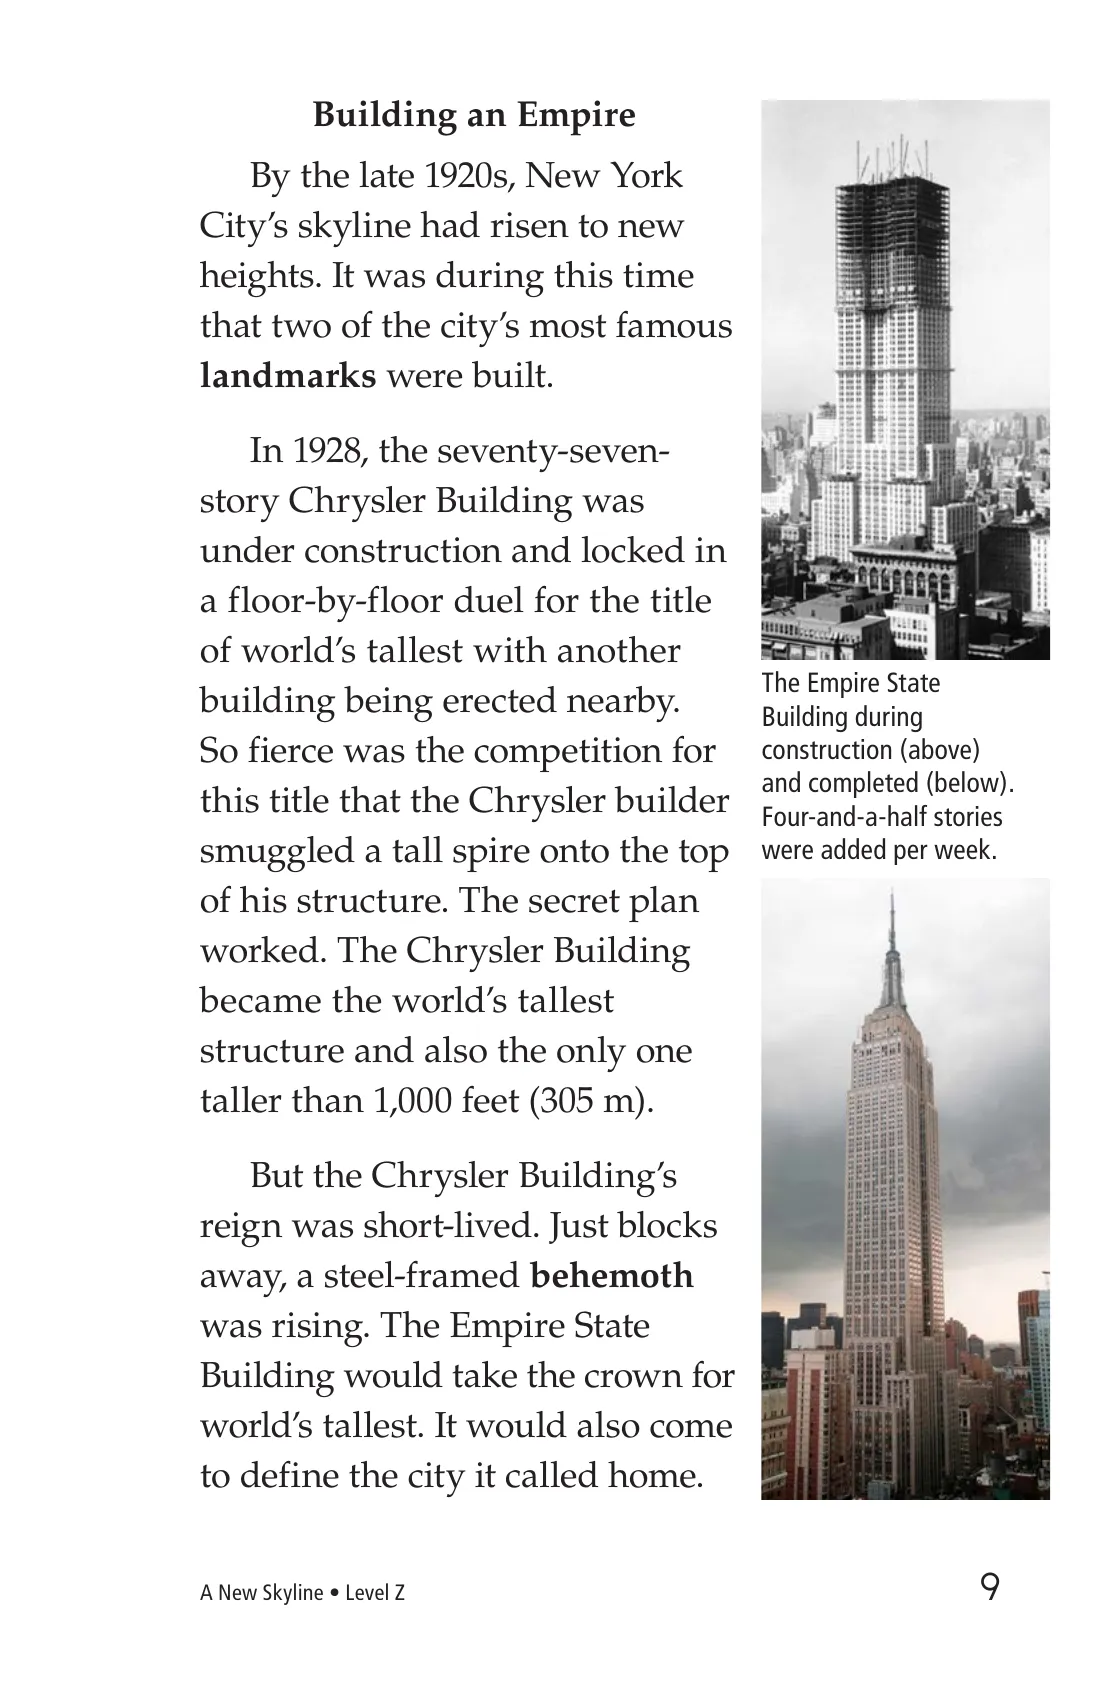 Building an Empire
By the late 1920s, New York
City’s skyline had risen to new
heights. It was during this time
that two of the city’s most famous
landmarks were built.
In 1928, the seventy-seven-
story Chrysler Building was
under construction and locked in
a floor-by-floor duel for the title
of world’s tallest with another
building being erected nearby.
So fierce was the competition for
this title that the Chrysler builder
smuggled a tall spire onto the top
of his structure. The secret plan
worked. The Chrysler Building
became the world’s tallest
structure and also the only one
taller than 1,000 feet (305 m).
But the Chrysler Building’s
reign was short-lived. Just blocks
away, a steel-framed behemoth
was rising. The Empire State
Building would take the crown for
world’s tallest. It would also come
to define the city it called home.
The Empire State
Building during
construction (above)
and completed (below).
Four-and-a-half stories
were added per week.
A New Skyline • Level Z
9